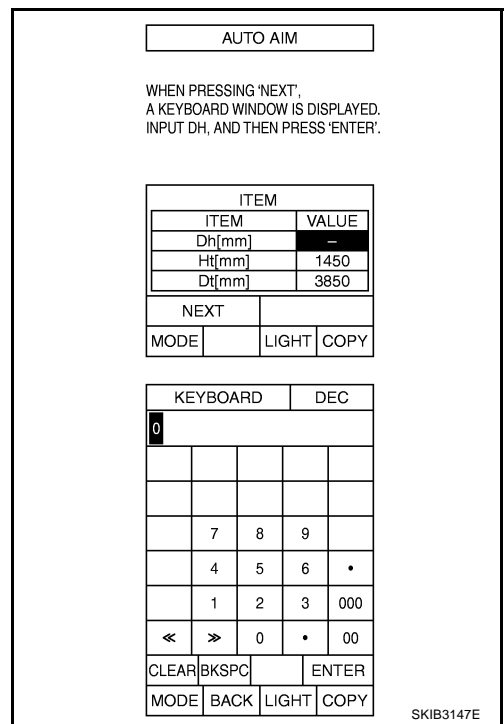 AUTO AIM
WHEN PRESSING ‘NEXT’,
A KEYBOARD WINDOW IS DISPLAYED.
INPUT DH, AND THEN PRESS ‘ENTER’.
ITEM
ITEM VALUE
Dh[mm] –
Ht[mm] 1450
Dt[mm] 3850
NEXT
MODE LIGHT COPY
KEYBOARD DEC
0
7 8 9
4 5 6 •
1 2 3 000
≪ ≫ 0 • 00
CLEAR BKSPC ENTER
MODE BACK LIGHT COPY
SKIB3147E